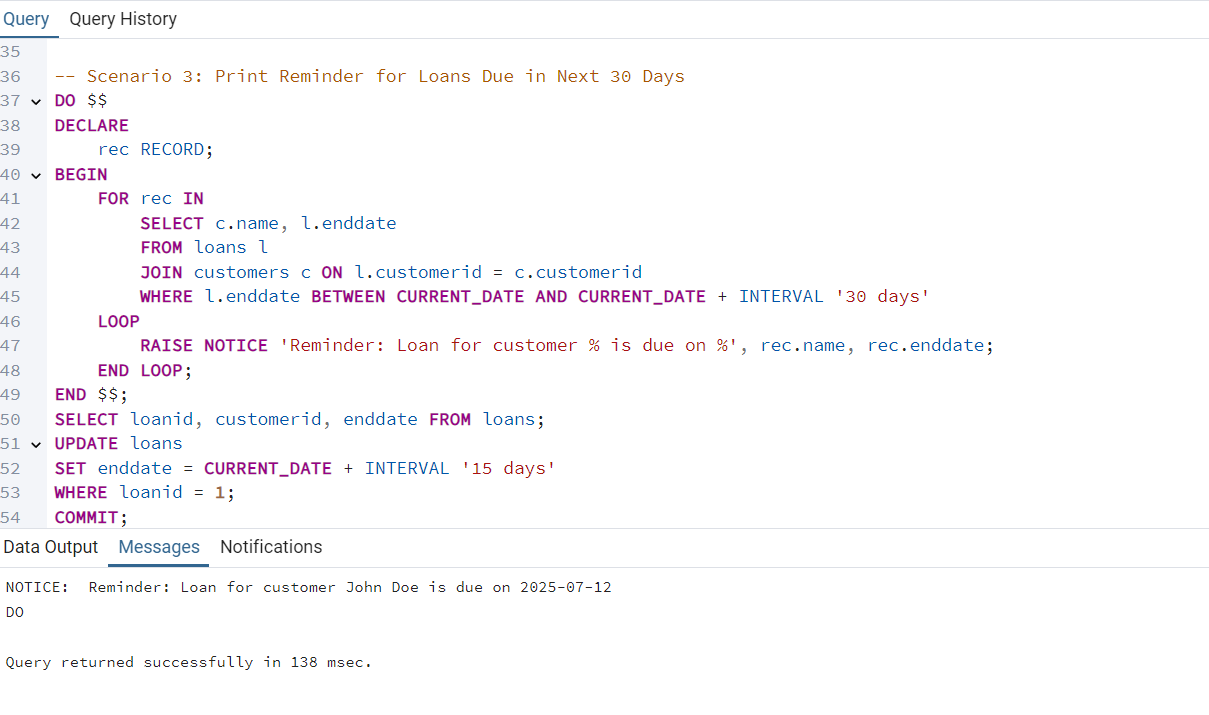 Query Query History
35
36 -- Scenario 3: Print Reminder for Loans Due in Next 30 Days
37 DO $$
38 DECLARE
39     rec RECORD;
40 BEGIN
41     FOR rec IN
42         SELECT c.name, l.enddate
43         FROM loans l
44         JOIN customers c ON l.customerid = c.customerid
45         WHERE l.enddate BETWEEN CURRENT_DATE AND CURRENT_DATE + INTERVAL '30 days'
46     LOOP
47         RAISE NOTICE 'Reminder: Loan for customer % is due on %', rec.name, rec.enddate;
48     END LOOP;
49 END $$;
50 SELECT loanid, customerid, enddate FROM loans;
51 UPDATE loans
52 SET enddate = CURRENT_DATE + INTERVAL '15 days'
53 WHERE loanid = 1;
54 COMMIT;
Data Output Messages Notifications
NOTICE:  Reminder: Loan for customer John Doe is due on 2025-07-12
DO
Query returned successfully in 138 msec.